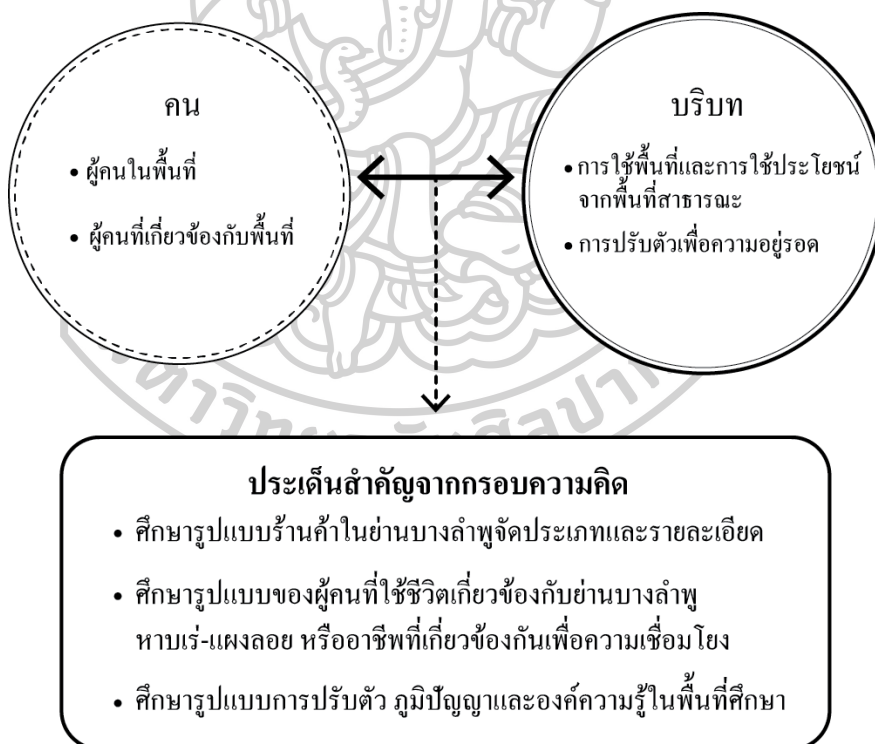 คน
• ผู้คนในพื้นที่
• ผู้คนที่เกี่ยวข้องกับพื้นที่
บริบท
• การใช้พื้นที่และการใช้ประโยชน์
จากพื้นที่สาธารณะ
• การปรับตัวเพื่อความอยู่รอด
ประเด็นสำคัญจากกรอบความคิด
• ศึกษารูปแบบร้านค้าในย่านบางลำพูจัดประเภทและรายละเอียด
• ศึกษารูปแบบของผู้คนที่ใช้ชีวิตเกี่ยวข้องกับย่านบางลำพู
หาบเร่-แผงลอย หรืออาชีพที่เกี่ยวข้องกันเพื่อความเชื่อมโยง
• ศึกษารูปแบบการปรับตัว ภูมิปัญญาและองค์ความรู้ในพื้นที่ศึกษา